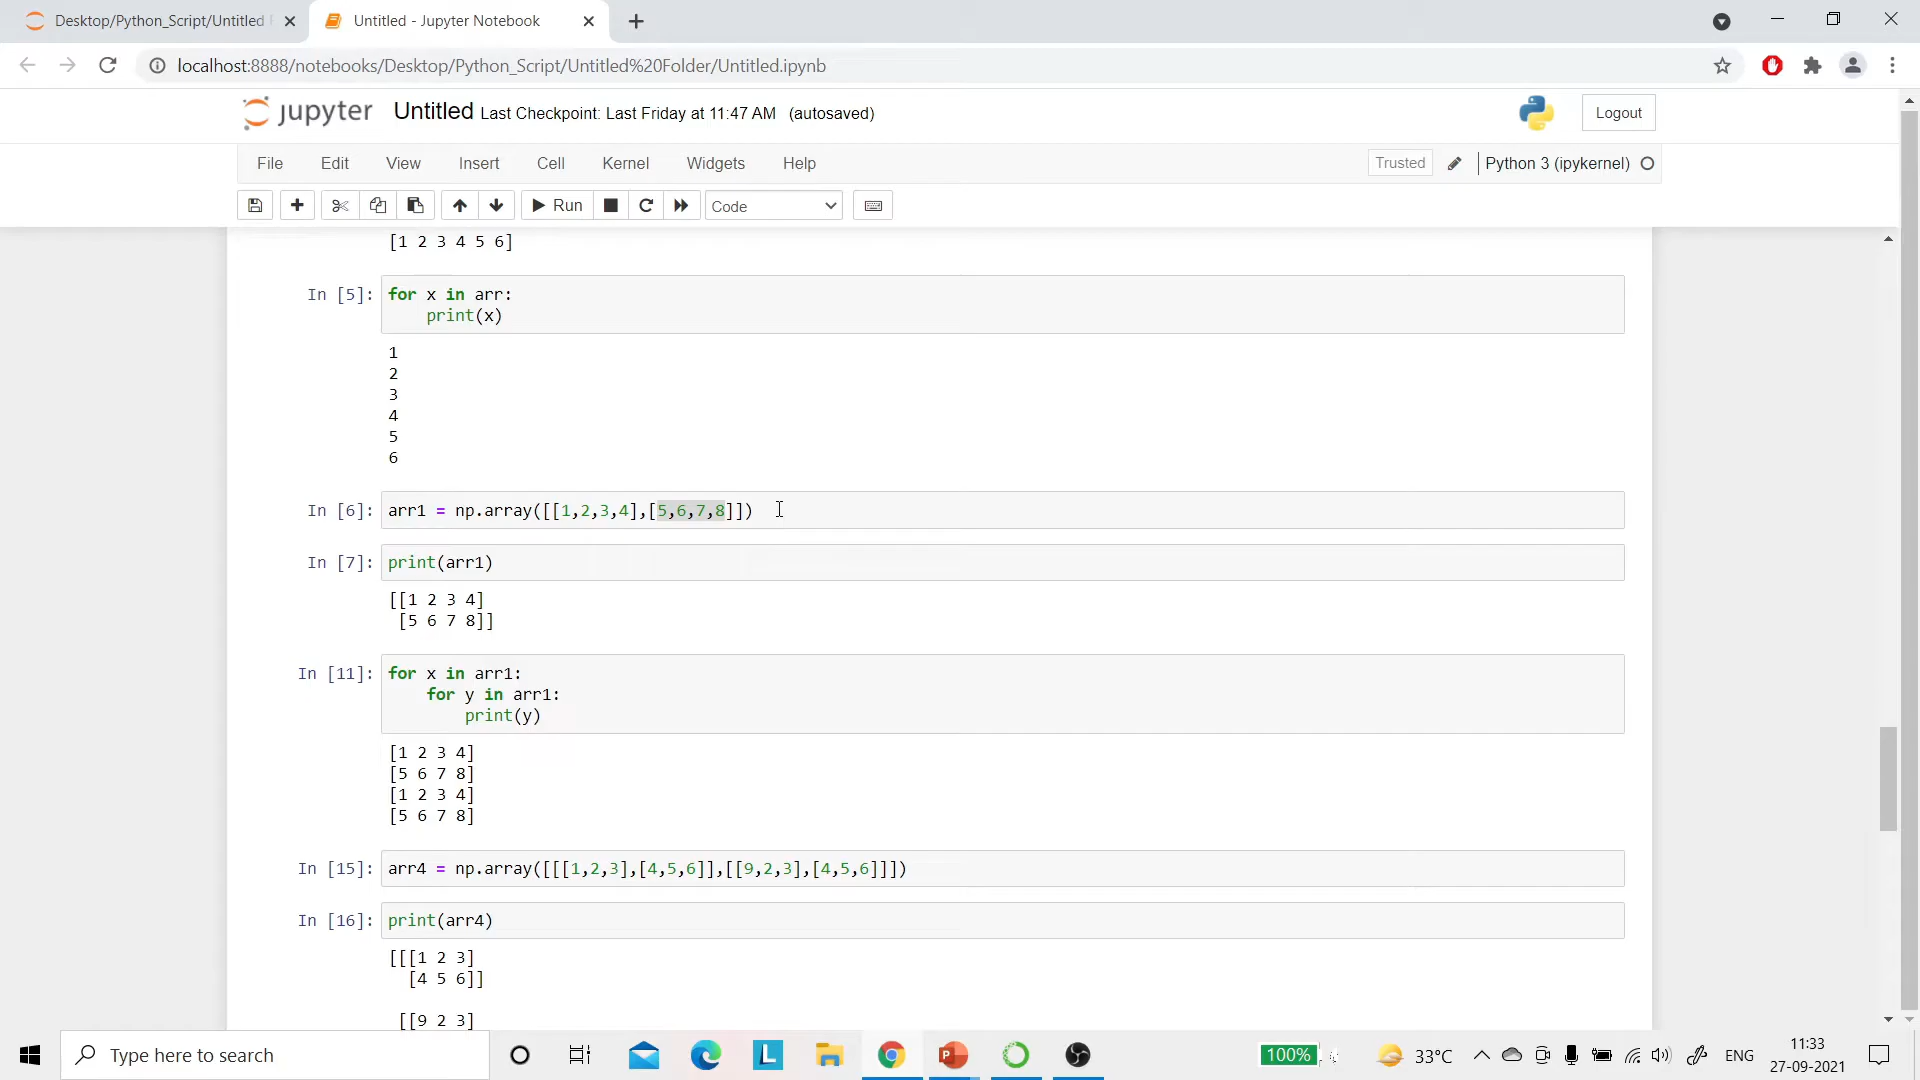 Desktop/Python_Script/Untitled F
Untitled - Jupyter Notebook
localhost:8888/notebooks/Desktop/Python_Script/Untitled%20Folder/Untitled.ipynb
jupyter Untitled Last Checkpoint: Last Friday at 11:47 AM (autosaved)
Logout
File Edit View Insert Cell Kernel Widgets Help
Trusted Python 3 (ipykernel)
Run Code
[1 2 3 4 5 6]
In [5]: for x in arr:
    print(x)
1
2
3
4
5
6
In [6]: arr1 = np.array([[1,2,3,4],[5,6,7,8]])
In [7]: print(arr1)
[[1 2 3 4]
 [5 6 7 8]]
In [11]: for x in arr1:
    for y in arr1:
        print(y)
[1 2 3 4]
[5 6 7 8]
[1 2 3 4]
[5 6 7 8]
In [15]: arr4 = np.array([[[1,2,3],[4,5,6]],[[9,2,3],[4,5,6]]])
In [16]: print(arr4)
[[[1 2 3]
  [4 5 6]]
 [[9 2 3]
Type here to search
L
100%
33°C
ENG
11:33
27-09-2021